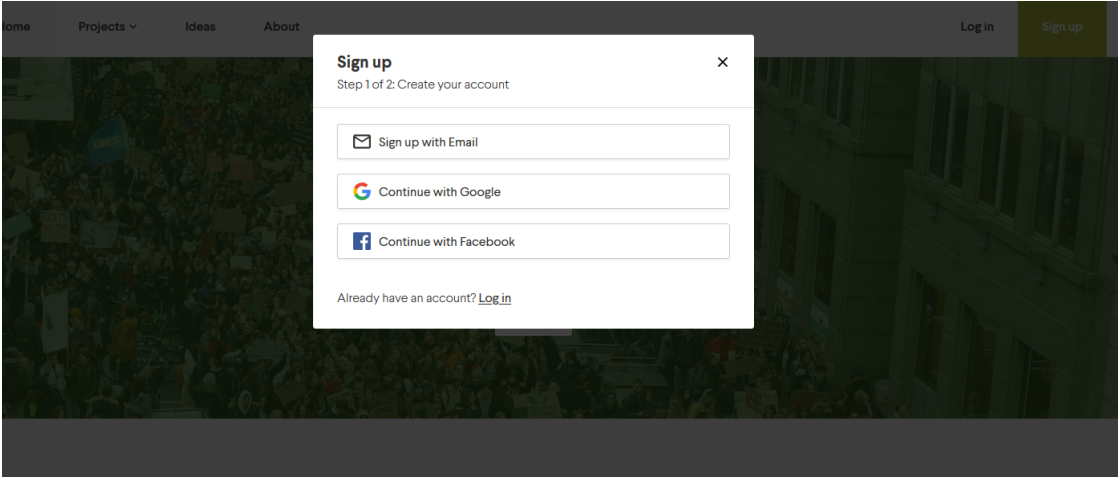 Projects
Ideas
About
Log in
Sign up
Sign up
Step 1 of 2: Create your account
Sign up with Email
Continue with Google
Continue with Facebook
Already have an account? Log in